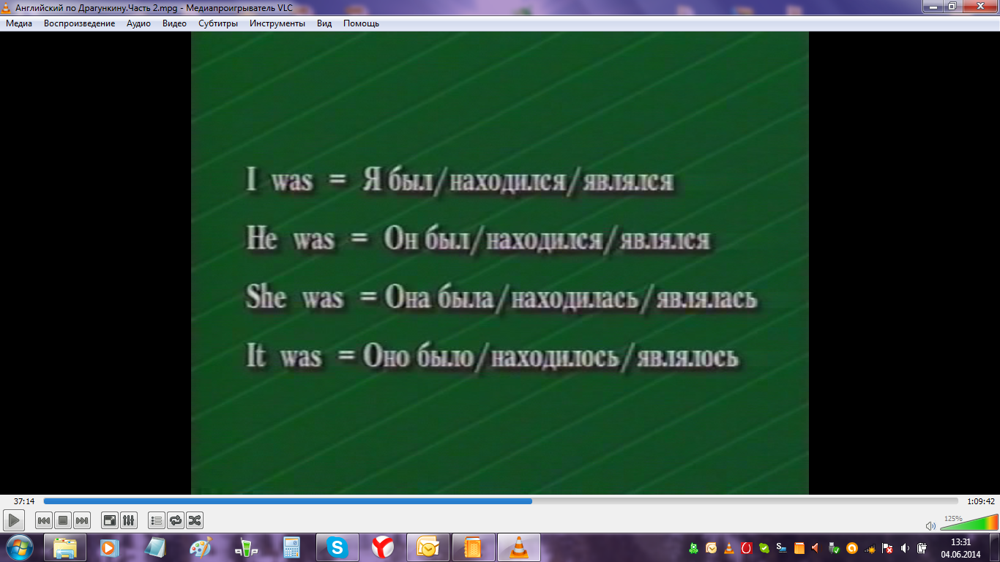 Английский по Драгункину.Часть 2.mpg - Медиапроигрыватель VLC
Медиа Воспроизведение Аудио Видео Субтитры Инструменты Вид Помощь
I was = Я был/находился/являлся
He was = Он был/находился/являлся
She was = Она была/находилась/являлась
It was = Оно было/находилось/являлось
37:14 1:09:42
125%
13:31
04.06.2014